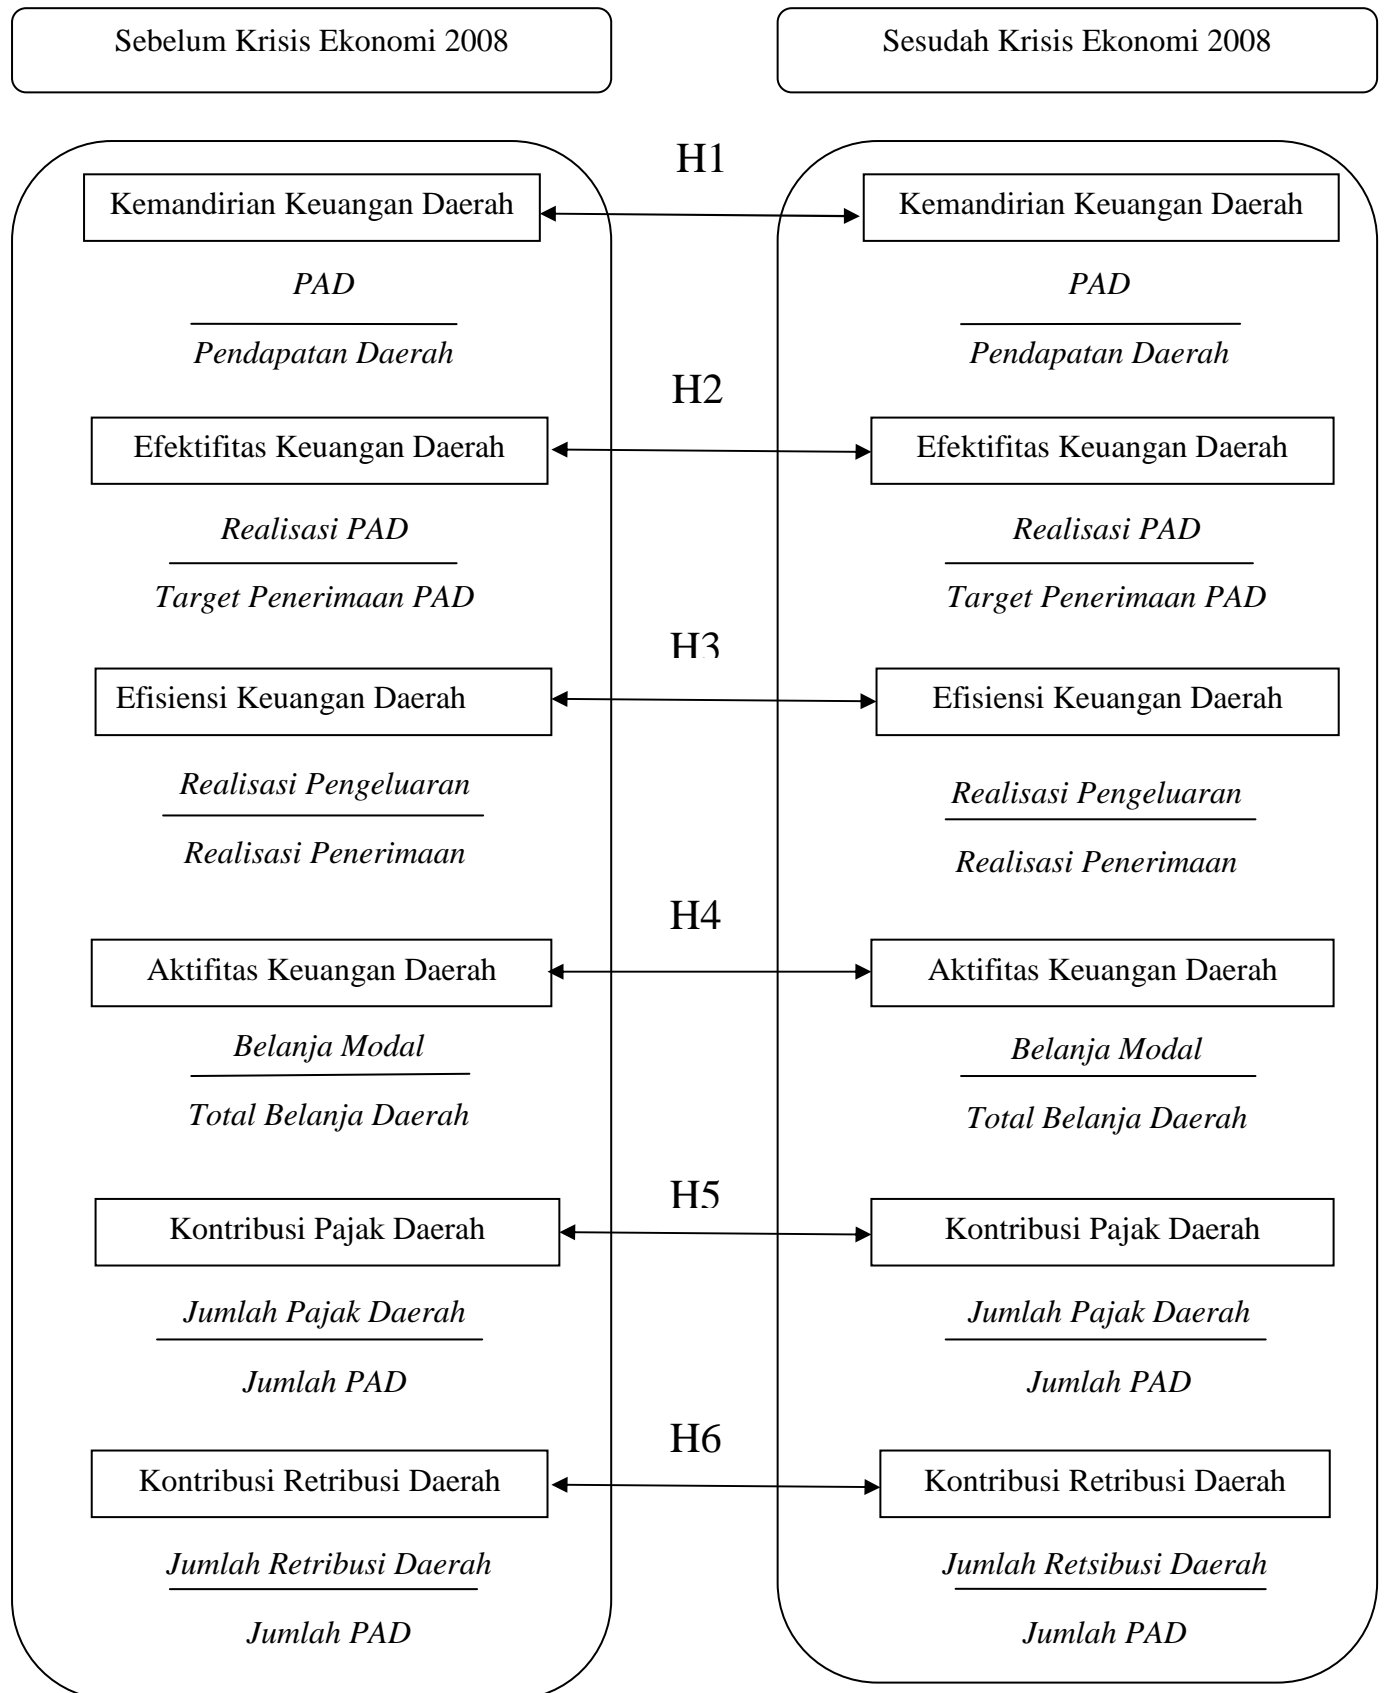 Sebelum Krisis Ekonomi 2008
Sesudah Krisis Ekonomi 2008
H1
Kemandirian Keuangan Daerah
Kemandirian Keuangan Daerah
PAD
PAD
Pendapatan Daerah
Pendapatan Daerah
H2
Efektifitas Keuangan Daerah
Efektifitas Keuangan Daerah
Realisasi PAD
Realisasi PAD
Target Penerimaan PAD
Target Penerimaan PAD
H3
Efisiensi Keuangan Daerah
Efisiensi Keuangan Daerah
Realisasi Pengeluaran
Realisasi Pengeluaran
Realisasi Penerimaan
Realisasi Penerimaan
H4
Aktifitas Keuangan Daerah
Aktifitas Keuangan Daerah
Belanja Modal
Belanja Modal
Total Belanja Daerah
Total Belanja Daerah
H5
Kontribusi Pajak Daerah
Kontribusi Pajak Daerah
Jumlah Pajak Daerah
Jumlah Pajak Daerah
Jumlah PAD
Jumlah PAD
H6
Kontribusi Retribusi Daerah
Kontribusi Retribusi Daerah
Jumlah Retribusi Daerah
Jumlah Retsibusi Daerah
Jumlah PAD
Jumlah PAD